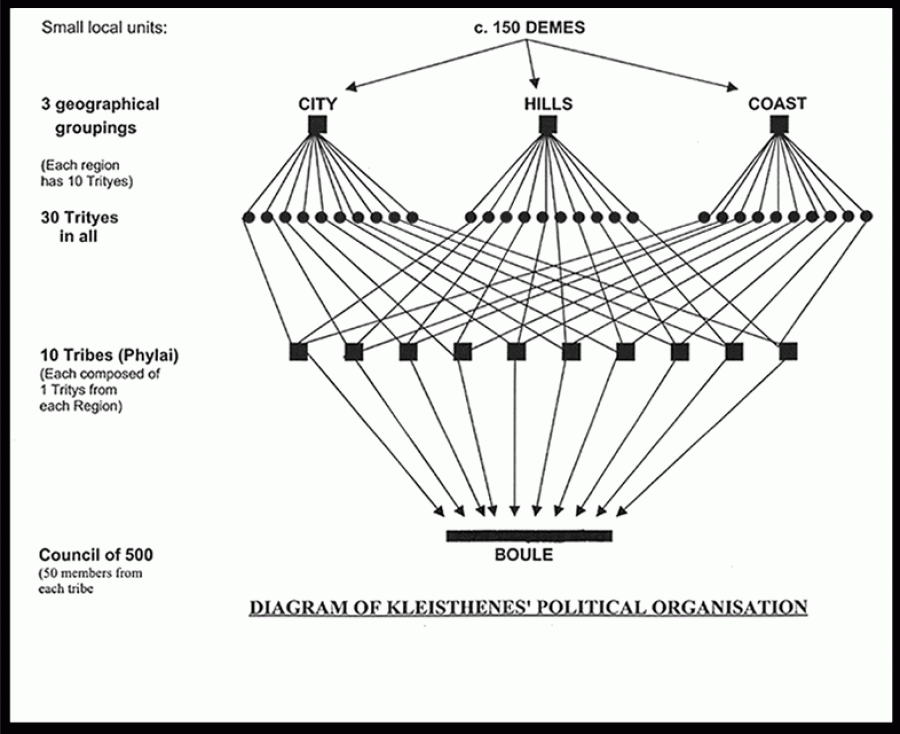 Small local units:
c. 150 DEMES
3 geographical
groupings
CITY
HILLS
COAST
(Each region
has 10 Trityes)
30 Trityes
in all
10 Tribes (Phylai)
(Each composed of
1 Tritys from
each Region)
Council of 500
(50 members from
each tribe
BOULE
DIAGRAM OF KLEISTHENES' POLITICAL ORGANISATION